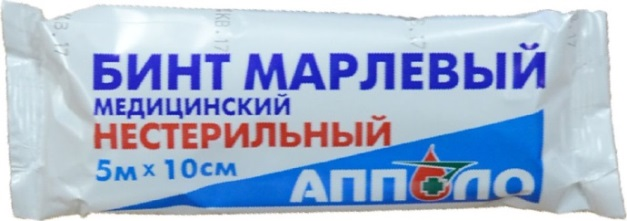 БИНТ МАРЛЕВЫЙ
МЕДИЦИНСКИЙ
НЕСТЕРИЛЬНЫЙ
5м x 10см
АППОЛО